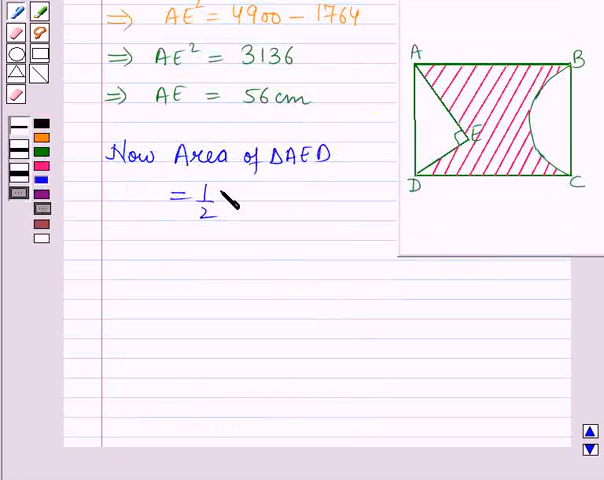 ⇒ AE² = 4900 - 1764
⇒ AE² = 3136
⇒ AE = 56 cm
Now Area of ΔAED
= 1/2
A
B
E
D
C